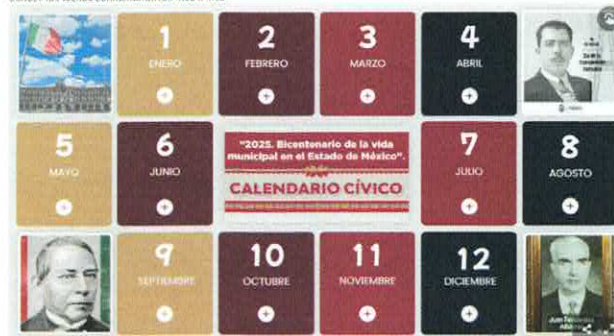 1
ENERO
2
FEBRERO
3
MARZO
4
ABRIL
5
MAYO
6
JUNIO
"2025. Bicentenario de la vida
municipal en el Estado de México".
CALENDARIO CÍVICO
7
JULIO
8
AGOSTO
9
SEPTIEMBRE
10
OCTUBRE
11
NOVIEMBRE
12
DICIEMBRE